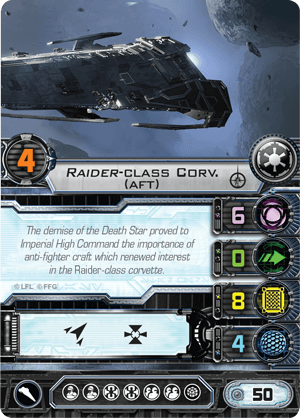 4
RAIDER-CLASS CORV.
(AFT)
The demise of the Death Star proved to
Imperial High Command the importance of
anti-fighter craft which renewed interest
in the Raider-class corvette.
© LFL © FFG
6
0
8
4
50